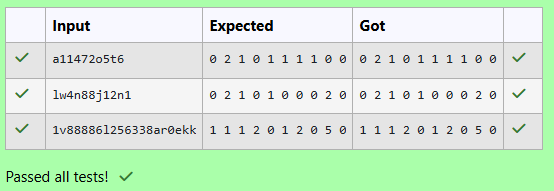 Input Expected Got
a11472o5t6 0 2 1 0 1 1 1 1 0 0 0 2 1 0 1 1 1 1 0 0
lw4n88j12n1 0 2 1 0 1 0 0 0 2 0 0 2 1 0 1 0 0 0 2 0
1v88886l256338ar0ekk 1 1 1 2 0 1 2 0 5 0 1 1 1 2 0 1 2 0 5 0
Passed all tests!